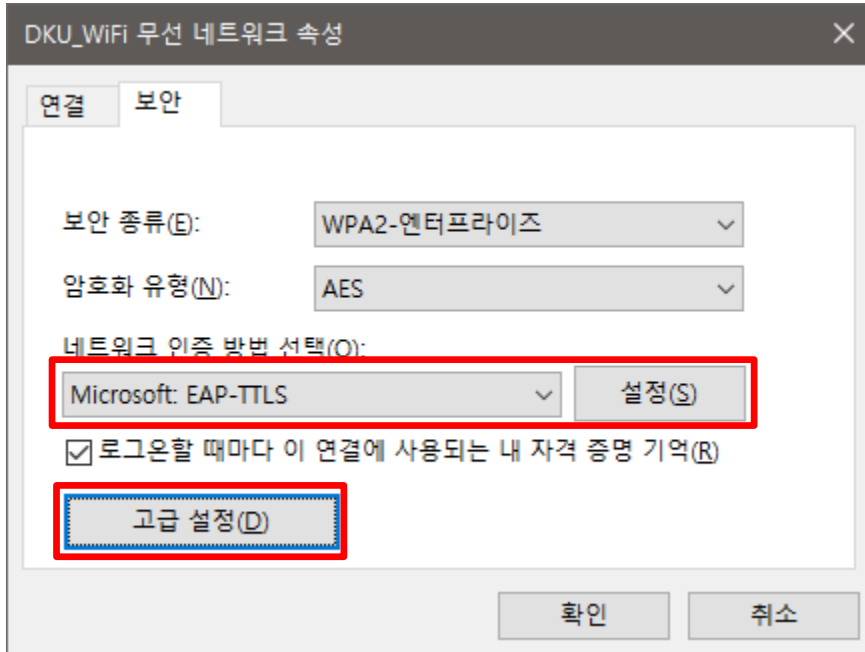 DKU_WiFi 무선 네트워크 속성
연결 보안
보안 종류(E): WPA2-엔터프라이즈
암호화 유형(N): AES
네트워크 인증 방법 선택(O):
Microsoft: EAP-TTLS 설정(S)
로그온할 때마다 이 연결에 사용되는 내 자격 증명 기억(R)
고급 설정(D)
확인 취소